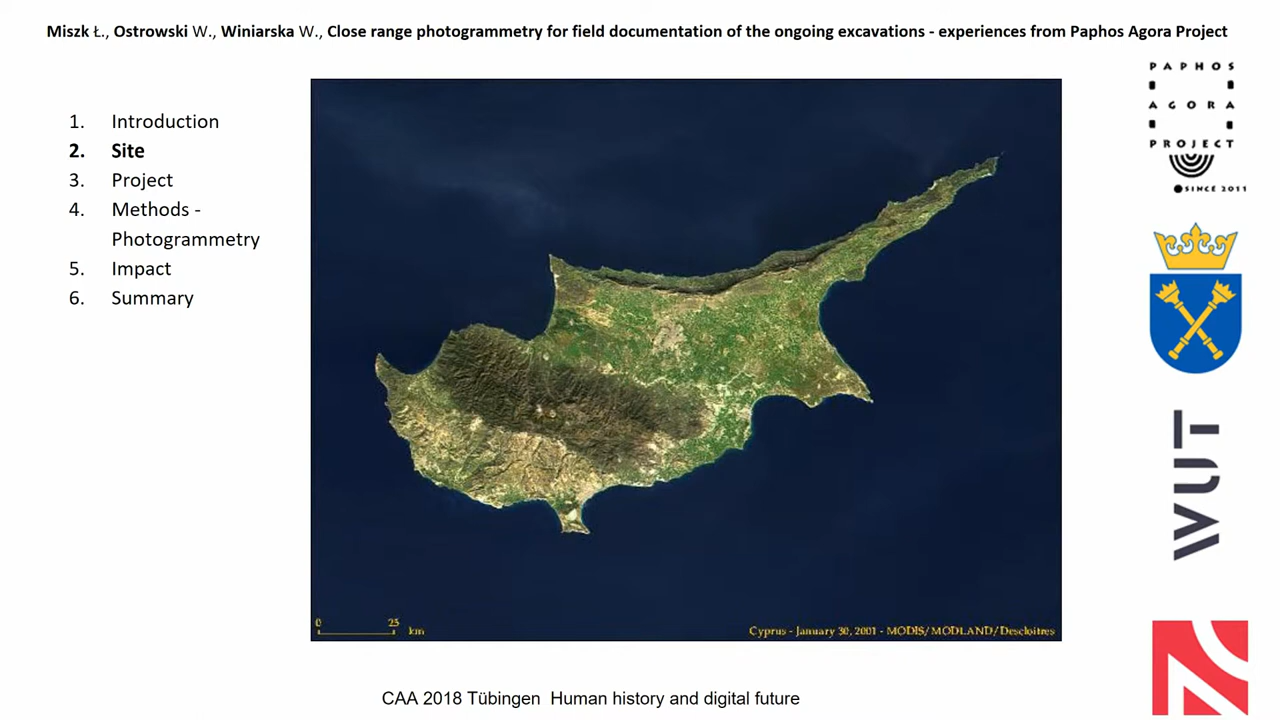 Miszk Ł., Ostrowski W., Winiarska W., Close range photogrammetry for field documentation of the ongoing excavations - experiences from Paphos Agora Project
1. Introduction
2. Site
3. Project
4. Methods -
Photogrammetry
5. Impact
6. Summary
0 25 km
Cyprus - January 30, 2001 - MODIS/MODLAND/Descloitres
PAPHOS
AGORA
PROJECT
SINCE 2011
WUT
CAA 2018 Tübingen Human history and digital future